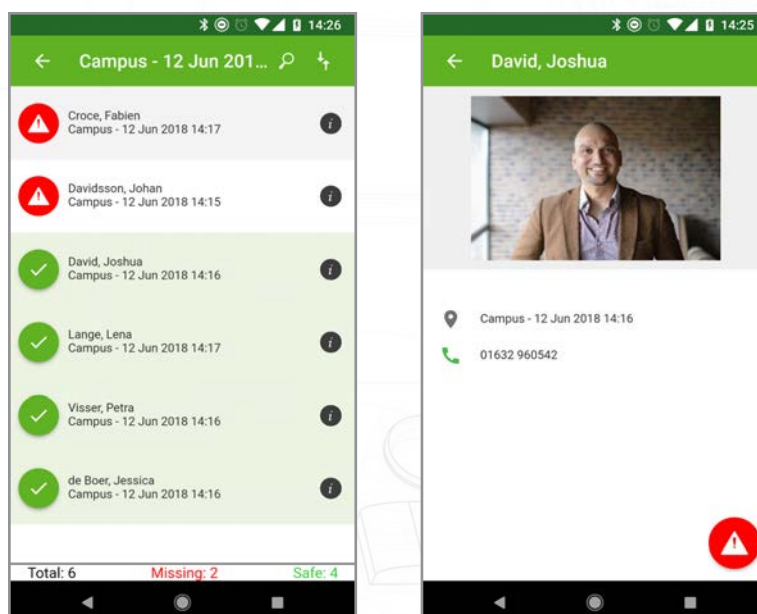 14:26
Campus - 12 Jun 201...
Croce, Fabien
Campus - 12 Jun 2018 14:17
Davidsson, Johan
Campus - 12 Jun 2018 14:15
David, Joshua
Campus - 12 Jun 2018 14:16
Lange, Lena
Campus - 12 Jun 2018 14:17
Visser, Petra
Campus - 12 Jun 2018 14:16
de Boer, Jessica
Campus - 12 Jun 2018 14:16
Total: 6 Missing: 2 Safe: 4
14:25
David, Joshua
Campus - 12 Jun 2018 14:16
01632 960542